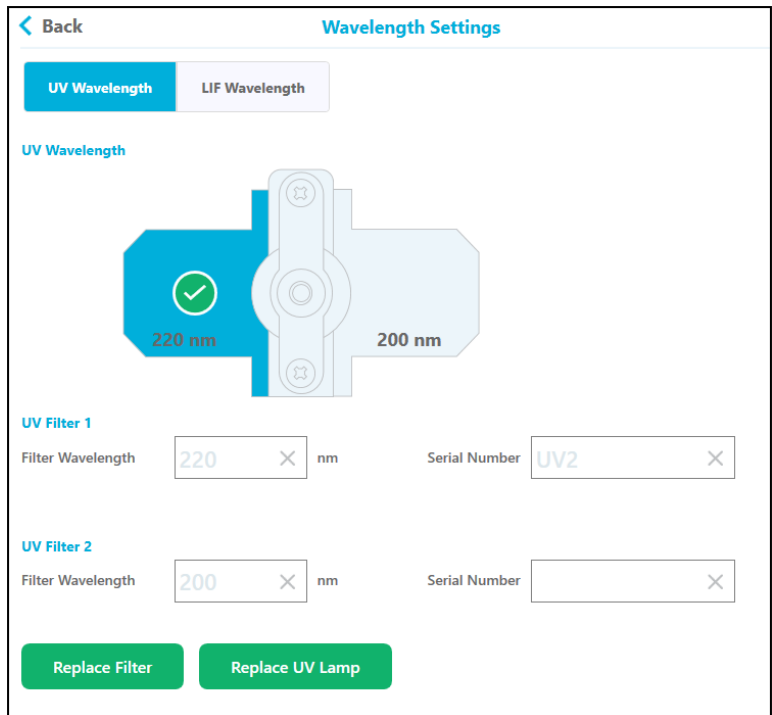 Back
Wavelength Settings
UV Wavelength
LIF Wavelength
UV Wavelength
220 nm
200 nm
UV Filter 1
Filter Wavelength 220 nm Serial Number UV2
UV Filter 2
Filter Wavelength 200 nm Serial Number
Replace Filter
Replace UV Lamp